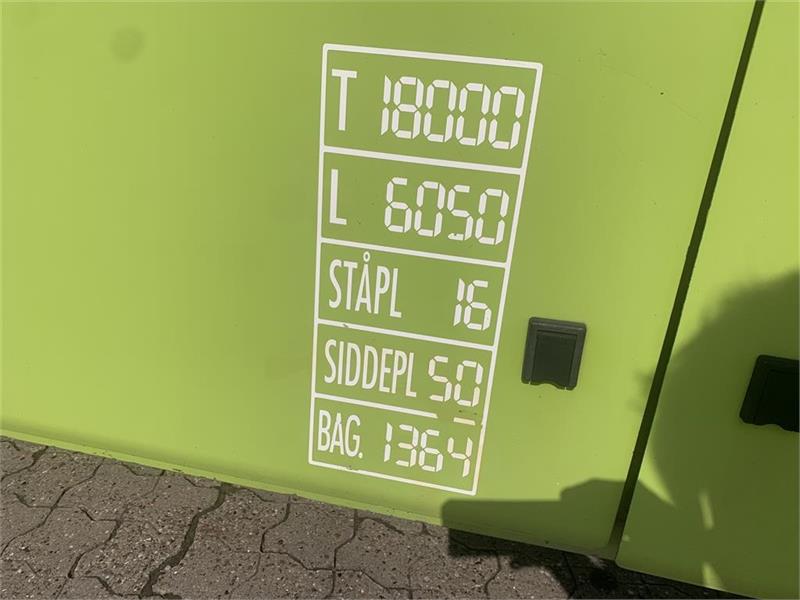 T 18000
L 6050
STÅPL 16
SIDDEPL 50
BAG. 1364